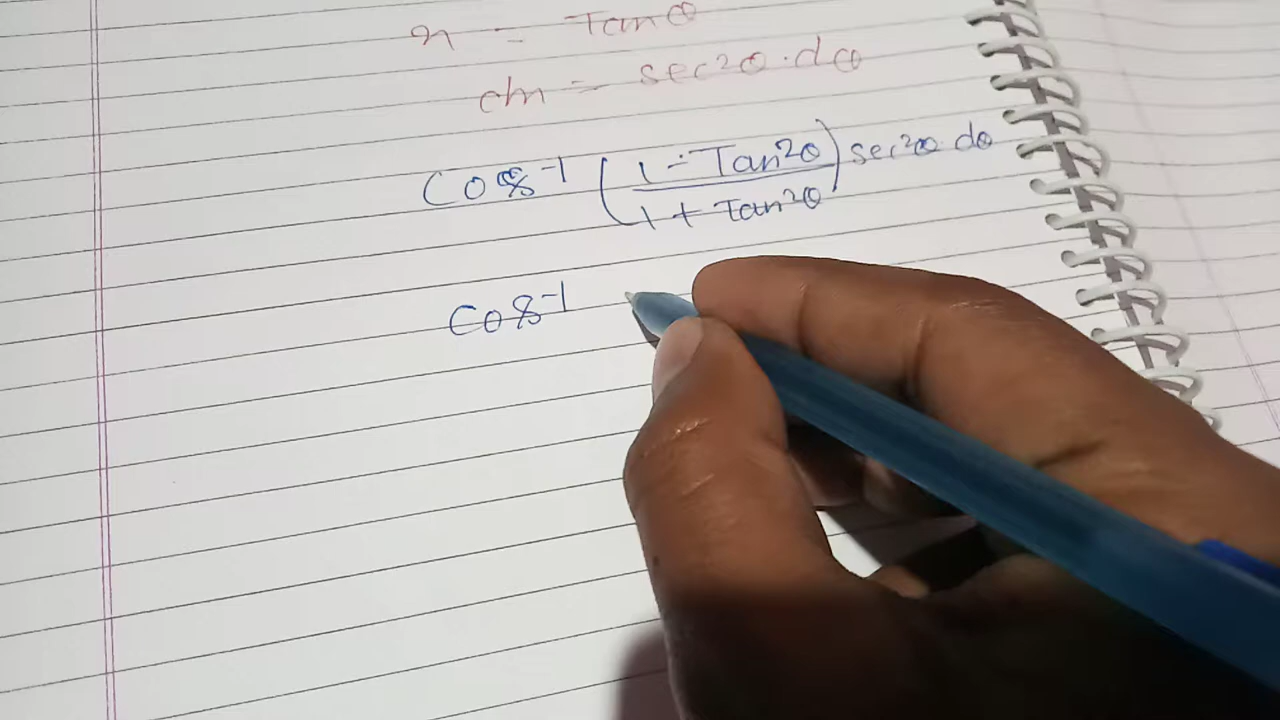 x = Tanθ
dx = sec²θ·dθ
Cos⁻¹ (1 - Tan²θ / 1 + Tan²θ) sec²θ dθ
Cos⁻¹